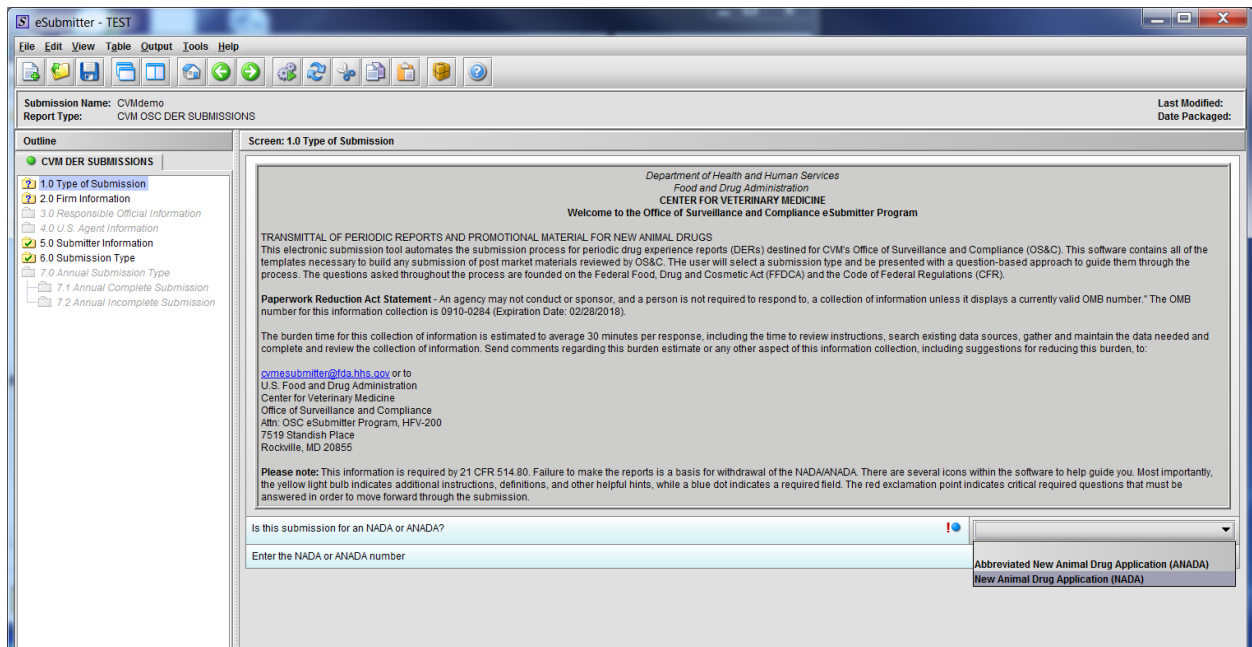 eSubmitter - TEST
File Edit View Table Output Tools Help
Submission Name: CVMdemo
Last Modified:
Report Type: CVM OSC DER SUBMISSIONS
Date Packaged:
Outline
CVM DER SUBMISSIONS
1.0 Type of Submission
2.0 Firm Information
3.0 Responsible Official Information
4.0 U.S. Agent Information
5.0 Submitter Information
6.0 Submission Type
7.0 Annual Submission Type
7.1 Annual Complete Submission
7.2 Annual Incomplete Submission
Screen: 1.0 Type of Submission
Department of Health and Human Services
Food and Drug Administration
CENTER FOR VETERINARY MEDICINE
Welcome to the Office of Surveillance and Compliance eSubmitter Program
TRANSMITTAL OF PERIODIC REPORTS AND PROMOTIONAL MATERIAL FOR NEW ANIMAL DRUGS
This electronic submission tool automates the submission process for periodic drug experience reports (DERs) destined for CVM's Office of Surveillance and Compliance (OS&C). This software contains all of the
templates necessary to build any submission of post market materials reviewed by OS&C. THe user will select a submission type and be presented with a question-based approach to guide them through the
process. The questions asked throughout the process are founded on the Federal Food, Drug and Cosmetic Act (FFDCA) and the Code of Federal Regulations (CFR).
Paperwork Reduction Act Statement - An agency may not conduct or sponsor, and a person is not required to respond to, a collection of information unless it displays a currently valid OMB number." The OMB
number for this information collection is 0910-0284 (Expiration Date: 02/28/2018).
The burden time for this collection of information is estimated to average 30 minutes per response, including the time to review instructions, search existing data sources, gather and maintain the data needed and
complete and review the collection of information. Send comments regarding this burden estimate or any other aspect of this information collection, including suggestions for reducing this burden, to:
cvmesubmitter@fda.hhs.gov or to
U.S. Food and Drug Administration
Center for Veterinary Medicine
Office of Surveillance and Compliance
Attn: OSC eSubmitter Program, HFV-200
7519 Standish Place
Rockville, MD 20855
Please note: This information is required by 21 CFR 514.80. Failure to make the reports is a basis for withdrawal of the NADA/ANADA. There are several icons within the software to help guide you. Most importantly,
the yellow light bulb indicates additional instructions, definitions, and other helpful hints, while a blue dot indicates a required field. The red exclamation point indicates critical required questions that must be
answered in order to move forward through the submission.
Is this submission for an NADA or ANADA?
Enter the NADA or ANADA number
Abbreviated New Animal Drug Application (ANADA)
New Animal Drug Application (NADA)